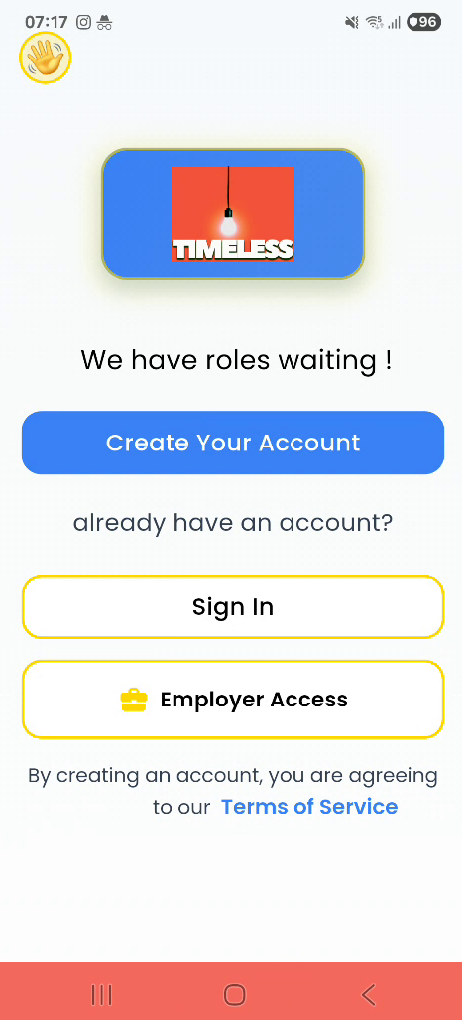 07:17
96
TIMELESS
We have roles waiting !
Create Your Account
already have an account?
Sign In
Employer Access
By creating an account, you are agreeing
to our Terms of Service